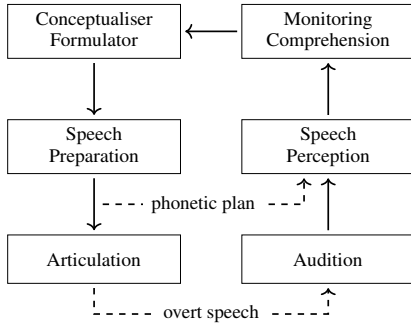 Conceptualiser
Formulator
Monitoring
Comprehension
Speech
Preparation
Speech
Perception
phonetic plan
Articulation
Audition
overt speech